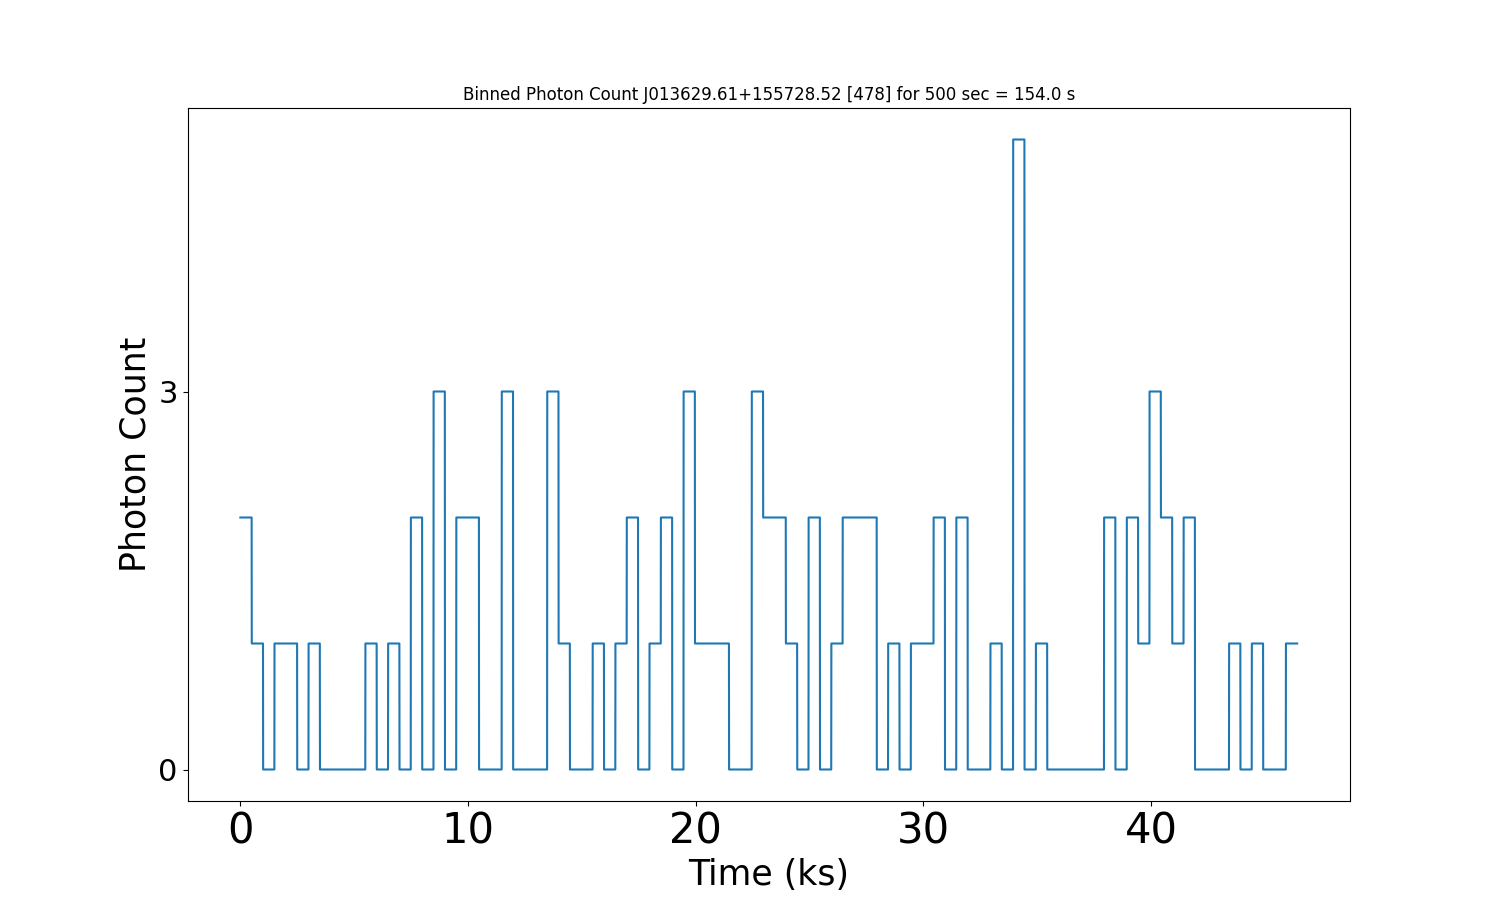 Binned Photon Count J013629.61+155728.52 [478] for 500 sec = 154.0 s
Photon Count
3
0
0 10 20 30 40
Time (ks)